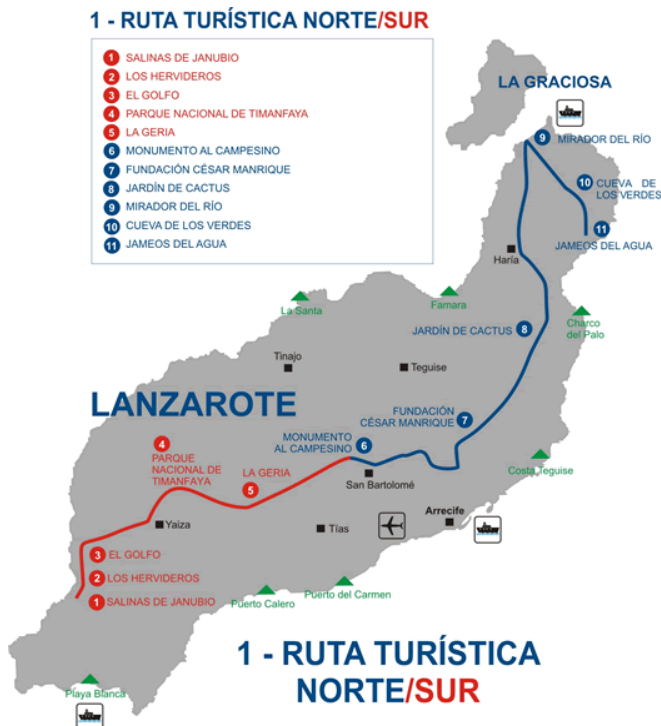 1 - RUTA TURÍSTICA NORTE/SUR
1 SALINAS DE JANUBIO
2 LOS HERVIDEROS
3 EL GOLFO
4 PARQUE NACIONAL DE TIMANFAYA
5 LA GERIA
6 MONUMENTO AL CAMPESINO
7 FUNDACIÓN CÉSAR MANRIQUE
8 JARDÍN DE CACTUS
9 MIRADOR DEL RÍO
10 CUEVA DE LOS VERDES
11 JAMEOS DEL AGUA
LA GRACIOSA
9 MIRADOR DEL RÍO
10 CUEVA DE
LOS VERDES
11
JAMEOS DEL AGUA
Haría
La Santa
Famara
Charco
del Palo
JARDÍN DE CACTUS 8
Tinajo
Teguise
LANZAROTE
FUNDACIÓN
CÉSAR MANRIQUE 7
MONUMENTO
AL CAMPESINO 6
4
PARQUE
NACIONAL DE
TIMANFAYA
LA GERIA
5
San Bartolomé
Costa Teguise
Yaiza
Tías
Arrecife
3 EL GOLFO
2 LOS HERVIDEROS
1 SALINAS DE JANUBIO
Puerto Calero
Puerto del Carmen
Playa Blanca
1 - RUTA TURÍSTICA
NORTE/SUR